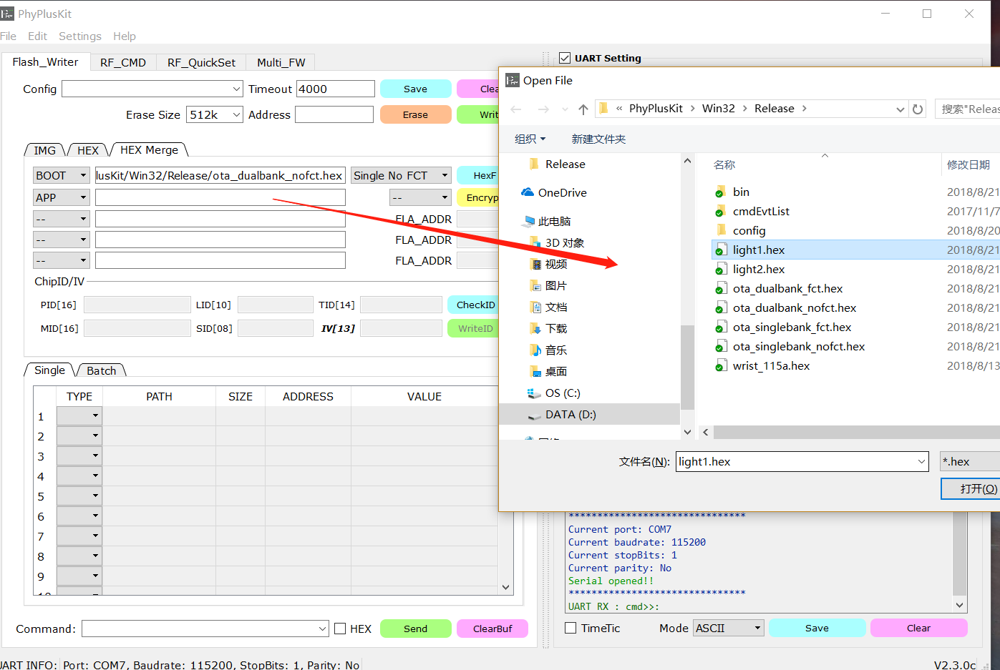 PhyPlusKit
File Edit Settings Help
Flash_Writer RF_CMD RF_QuickSet Multi_FW
Config Timeout 4000 Save Clea
Erase Size 512k Address Erase Writ
IMG HEX HEX Merge
BOOT lusKit/Win32/Release/ota_dualbank_nofct.hex Single No FCT HexF
APP -- Encryp
-- FLA_ADDR
-- FLA_ADDR
-- FLA_ADDR
ChipID/IV
PID[16] LID[10] TID[14] CheckID
MID[16] SID[08] IV[13] WriteID
Single Batch
TYPE PATH SIZE ADDRESS VALUE
1
2
3
4
5
6
7
8
9
10
Command: HEX Send ClearBuf
UART Setting
Open File
« PhyPlusKit > Win32 > Release >
搜索"Releas
组织 新建文件夹
Release
OneDrive
此电脑
3D 对象
视频
图片
文档
下载
音乐
桌面
OS (C:)
DATA (D:)
名称 修改日期
bin 2018/8/21
cmdEvtList 2017/11/7
config 2018/8/20
light1.hex 2018/8/21
light2.hex 2018/8/21
ota_dualbank_fct.hex 2018/8/21
ota_dualbank_nofct.hex 2018/8/21
ota_singlebank_fct.hex 2018/8/21
ota_singlebank_nofct.hex 2018/8/21
wrist_115a.hex 2018/8/13
文件名(N): light1.hex *.hex
打开(O)
*******************************
Current port: COM7
Current baudrate: 115200
Current stopBits: 1
Current parity: No
Serial opened!!
*******************************
UART RX : cmd>>:
TimeTic Mode ASCII Save Clear
UART INFO: Port: COM7, Baudrate: 115200, StopBits: 1, Parity: No
V2.3.0c